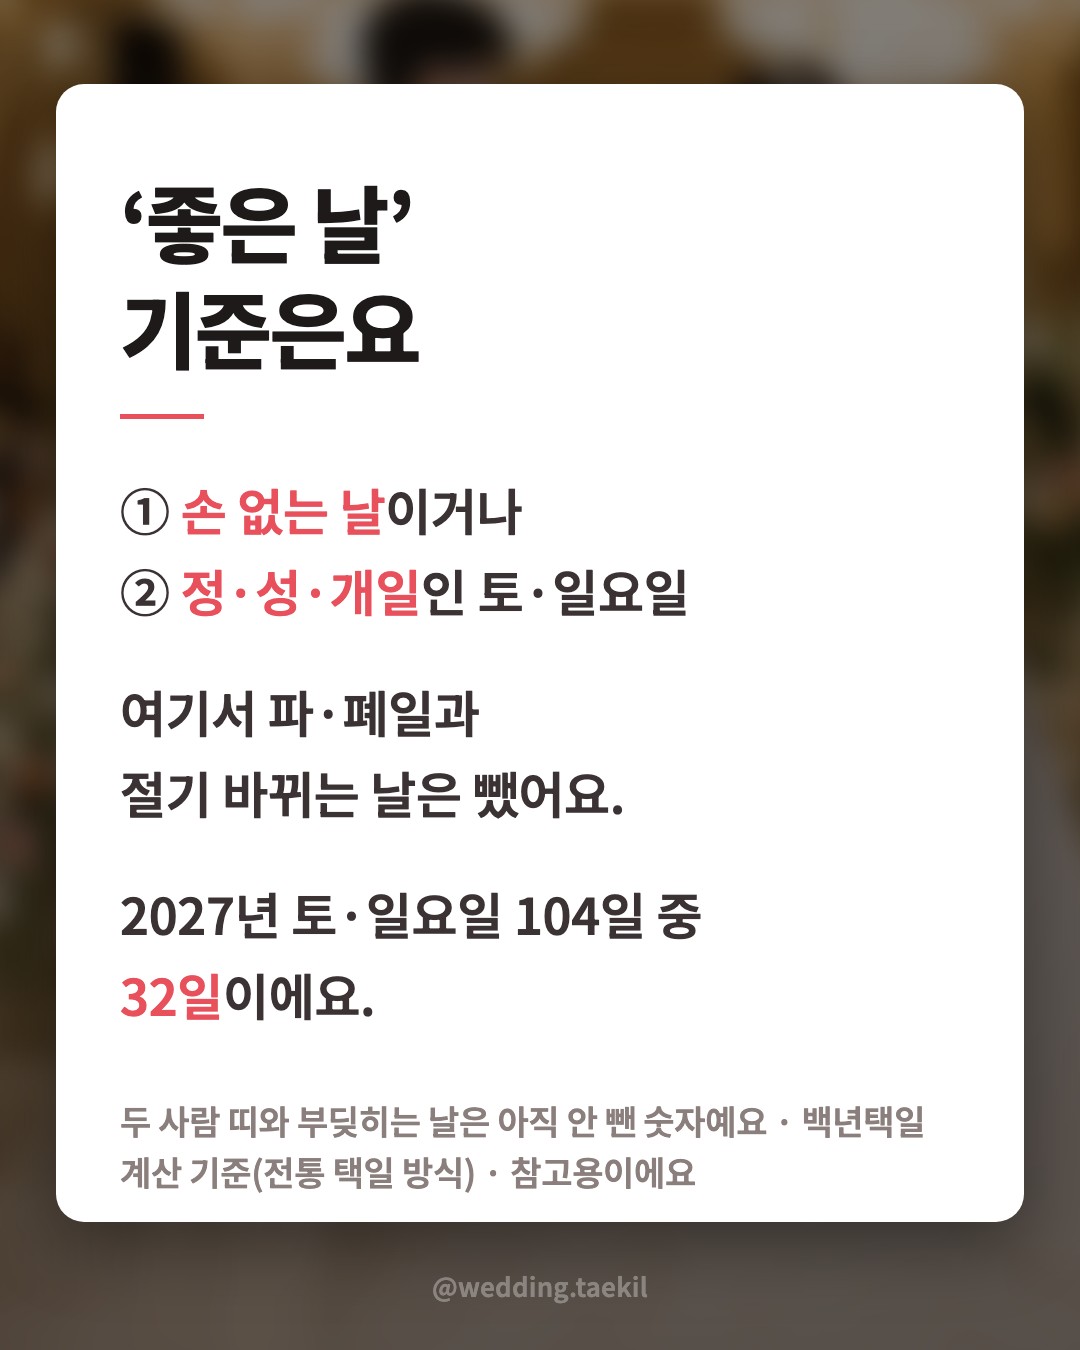 ‘좋은 날’
기준은요
① 손 없는 날이거나
② 정·성·개일인 토·일요일
여기서 파·폐일과
절기 바뀌는 날은 뺐어요.
2027년 토·일요일 104일 중
32일이에요.
두 사람 띠와 부딪히는 날은 아직 안 뺀 숫자예요 · 백년택일
계산 기준(전통 택일 방식) · 참고용이에요
@wedding.taekil